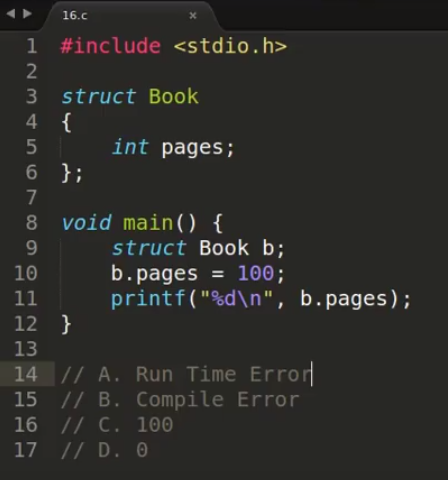 16.c
1 #include <stdio.h>
2
3 struct Book
4 {
5 int pages;
6 };
7
8 void main() {
9 struct Book b;
10 b.pages = 100;
11 printf("%d\n", b.pages);
12 }
13
14 // A. Run Time Error
15 // B. Compile Error
16 // C. 100
17 // D. 0